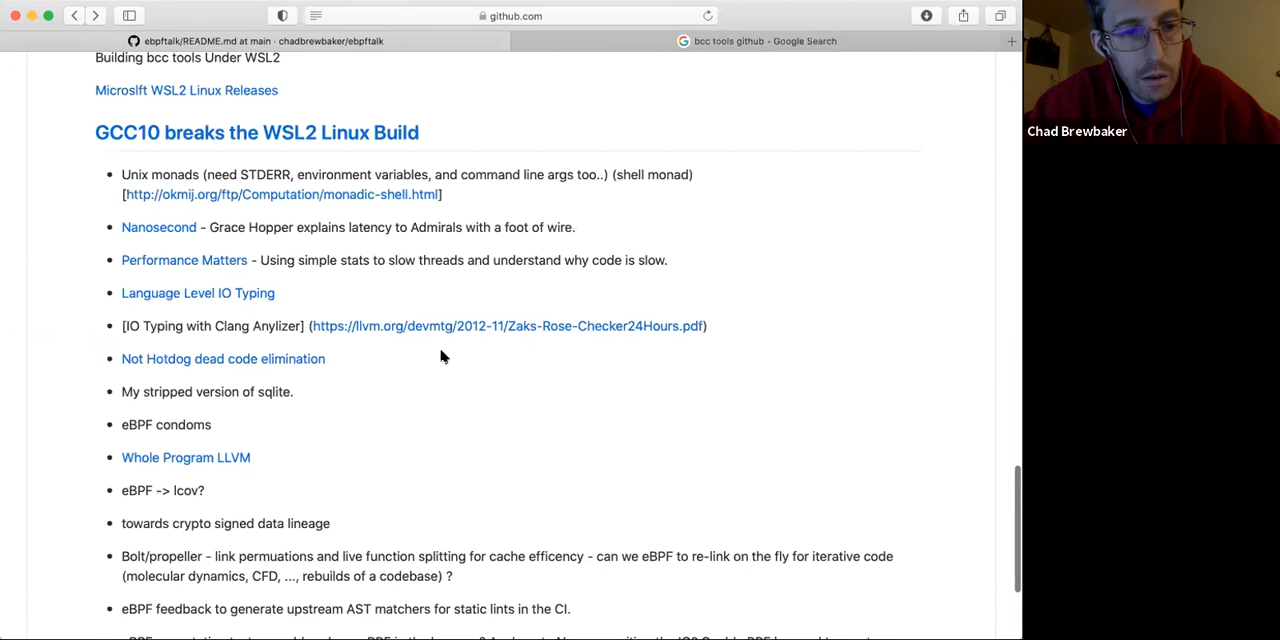 github.com
ebpftalk/README.md at main · chadbrewbaker/ebpftalk
bcc tools github - Google Search
Building bcc tools Under WSL2
Microslft WSL2 Linux Releases
GCC10 breaks the WSL2 Linux Build
• Unix monads (need STDERR, environment variables, and command line args too..) (shell monad)
[http://okmij.org/ftp/Computation/monadic-shell.html]
• Nanosecond - Grace Hopper explains latency to Admirals with a foot of wire.
• Performance Matters - Using simple stats to slow threads and understand why code is slow.
• Language Level IO Typing
• [IO Typing with Clang Anylizer] (https://llvm.org/devmtg/2012-11/Zaks-Rose-Checker24Hours.pdf)
• Not Hotdog dead code elimination
• My stripped version of sqlite.
• eBPF condoms
• Whole Program LLVM
• eBPF -> lcov?
• towards crypto signed data lineage
• Bolt/propeller - link permuations and live function splitting for cache efficency - can we eBPF to re-link on the fly for iterative code
(molecular dynamics, CFD, ..., rebuilds of a codebase) ?
• eBPF feedback to generate upstream AST matchers for static lints in the CI.
Chad Brewbaker